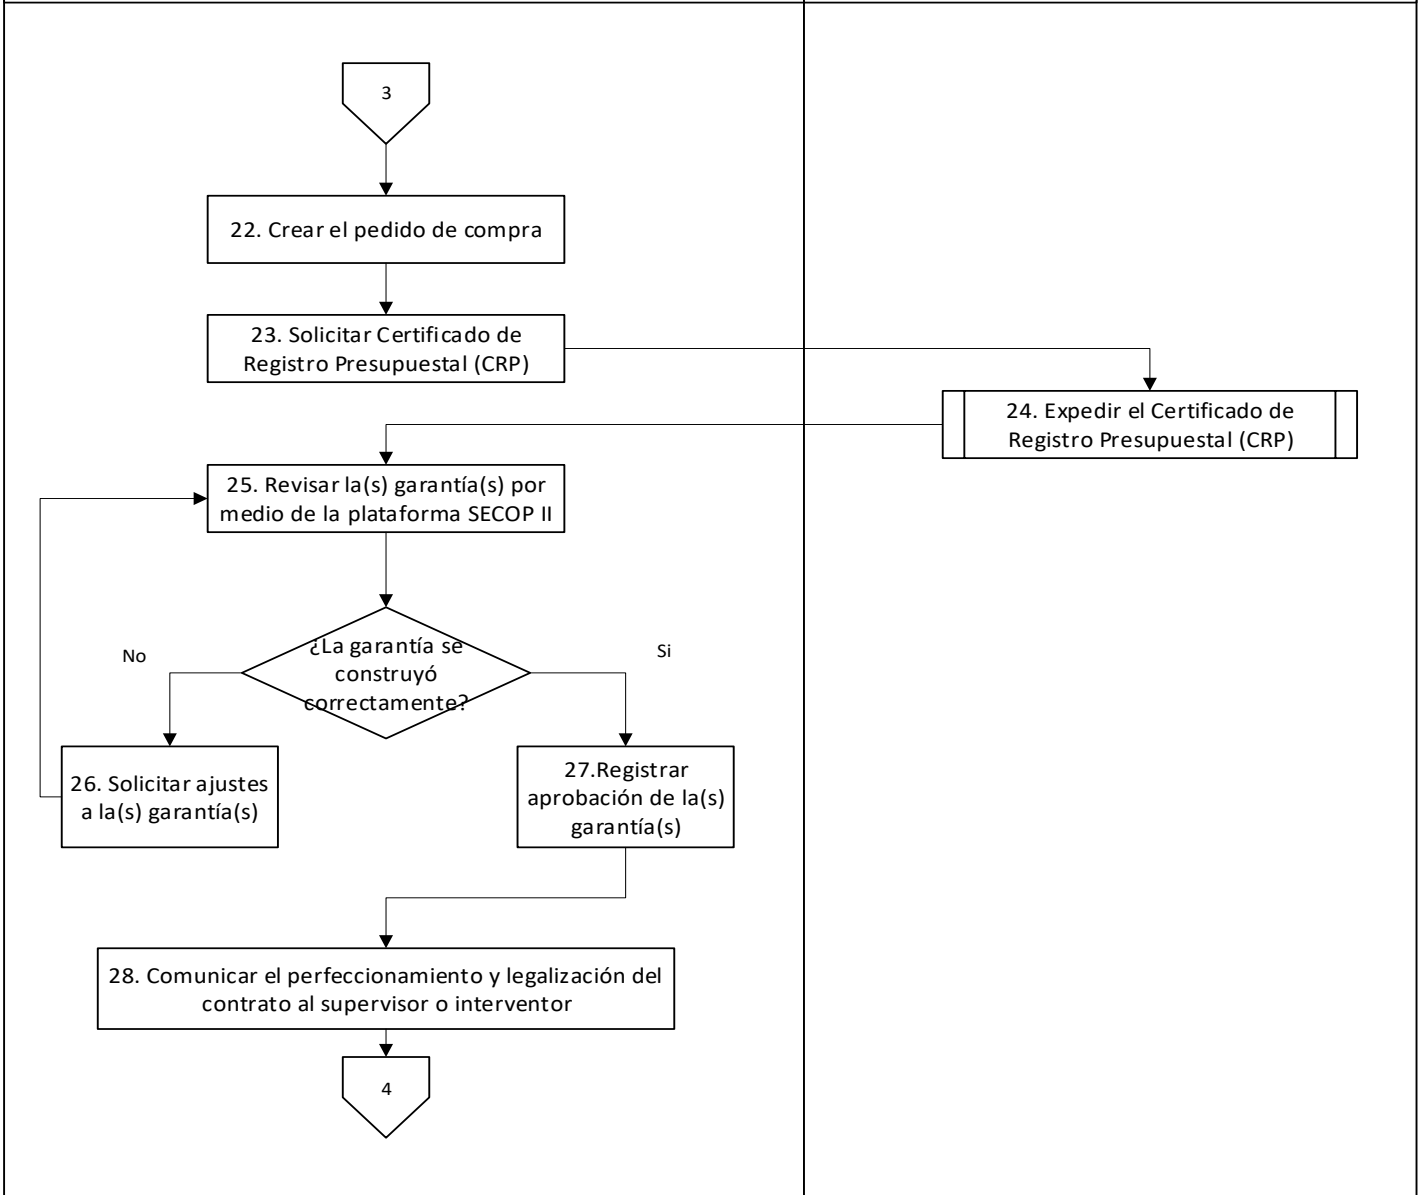 3
22. Crear el pedido de compra
23. Solicitar Certificado de
Registro Presupuestal (CRP)
24. Expedir el Certificado de
Registro Presupuestal (CRP)
25. Revisar la(s) garantía(s) por
medio de la plataforma SECOP II
¿La garantía se
construyó
correctamente?
No
Si
26. Solicitar ajustes
a la(s) garantía(s)
27.Registrar
aprobación de la(s)
garantía(s)
28. Comunicar el perfeccionamiento y legalización del
contrato al supervisor o interventor
4